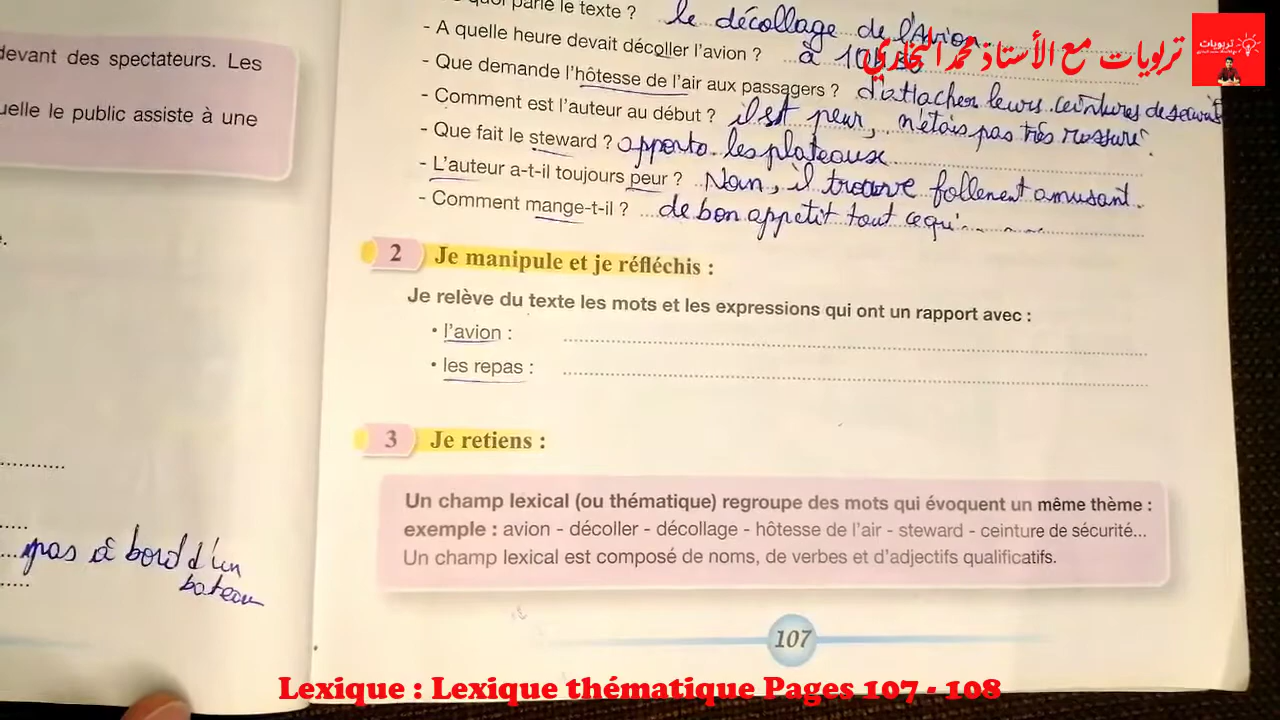 quoi parle le texte ? le décollage de l'Avion
- A quelle heure devait décoller l'avion ? à 10h
- Que demande l'hôtesse de l'air aux passagers ? d'attacher leurs ceintures de
- Comment est l'auteur au début ? il est peur, n'étais pas très russuré.
- Que fait le steward ? apporta les plateaux
- L'auteur a-t-il toujours peur ? Non, il trouve follement amusant.
- Comment mange-t-il ? de bon appetit tout ce qui
2 Je manipule et je réfléchis :
Je relève du texte les mots et les expressions qui ont un rapport avec :
• l'avion :
• les repas :
3 Je retiens :
Un champ lexical (ou thématique) regroupe des mots qui évoquent un même thème :
exemple : avion - décoller - décollage - hôtesse de l'air - steward - ceinture de sécurité...
Un champ lexical est composé de noms, de verbes et d'adjectifs qualificatifs.
107
devant des spectateurs. Les
uelle le public assiste à une
pas à bord d'un
bateau
تربويات مع الأستاذ محمد البخاري
تربويات
Lexique : Lexique thématique Pages 107 - 108